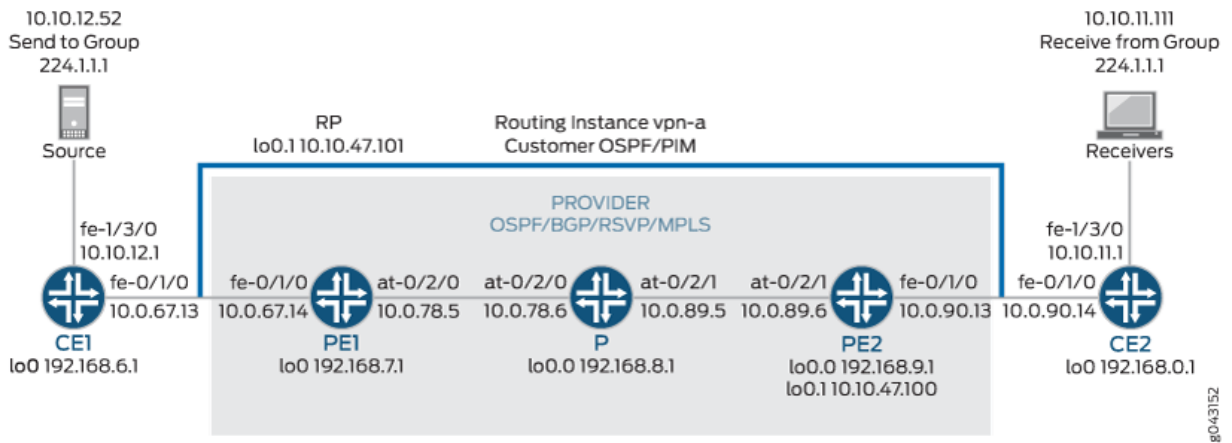 10.10.12.52
Send to Group
224.1.1.1
Source
10.10.11.111
Receive from Group
224.1.1.1
Receivers
RP
lo0.1 10.10.47.101
Routing Instance vpn-a
Customer OSPF/PIM
PROVIDER
OSPF/BGP/RSVP/MPLS
fe-1/3/0
10.10.12.1
fe-1/3/0
10.10.11.1
fe-0/1/0
10.0.67.13
fe-0/1/0
10.0.67.14
at-0/2/0
10.0.78.5
at-0/2/0
10.0.78.6
at-0/2/1
10.0.89.5
at-0/2/1
10.0.89.6
fe-0/1/0
10.0.90.13
fe-0/1/0
10.0.90.14
CE1
lo0 192.168.6.1
PE1
lo0 192.168.7.1
P
lo0.0 192.168.8.1
PE2
lo0.0 192.168.9.1
lo0.1 10.10.47.100
CE2
lo0 192.168.0.1
g043152